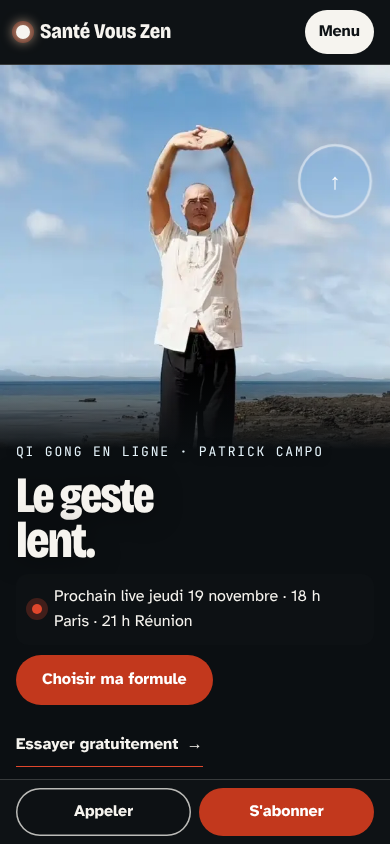 Santé Vous Zen
Menu
↑
QI GONG EN LIGNE · PATRICK CAMPO
Le geste
lent.
Prochain live jeudi 19 novembre · 18 h
Paris · 21 h Réunion
Choisir ma formule
Essayer gratuitement →
Appeler
S'abonner